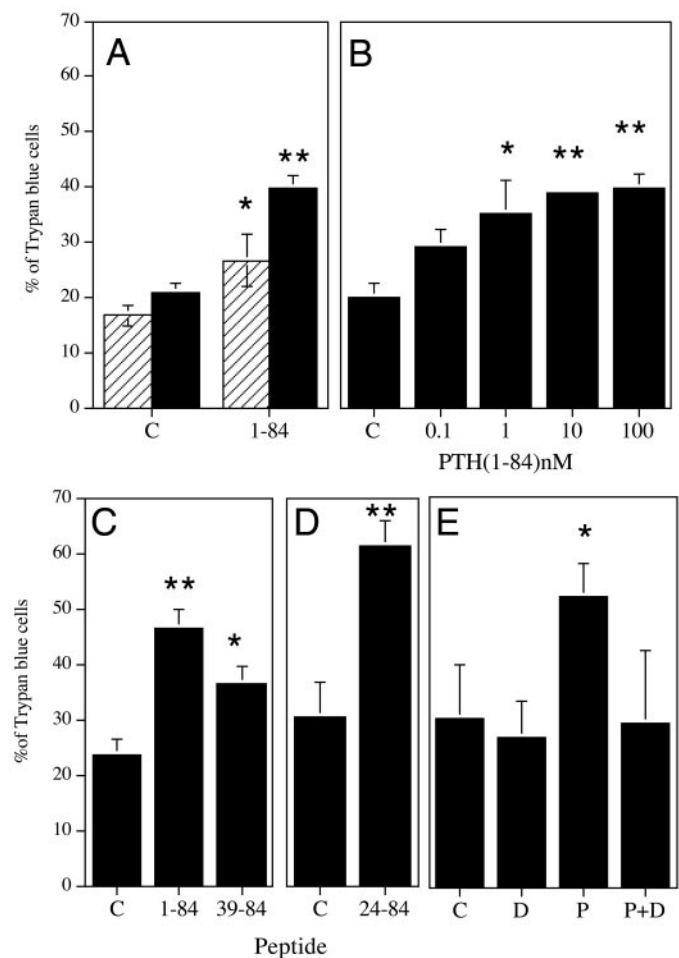 A
B
% of Trypan blue cells
70
60
50
40
30
20
10
0
*
**
*
**
**
C
1-84
C
0.1
1
10
100
PTH(1-84)nM
C
D
E
%of Trypan blue cells
70
60
50
40
30
20
10
0
**
*
**
*
C
1-84
39-84
C
24-84
C
D
P
P+D
Peptide